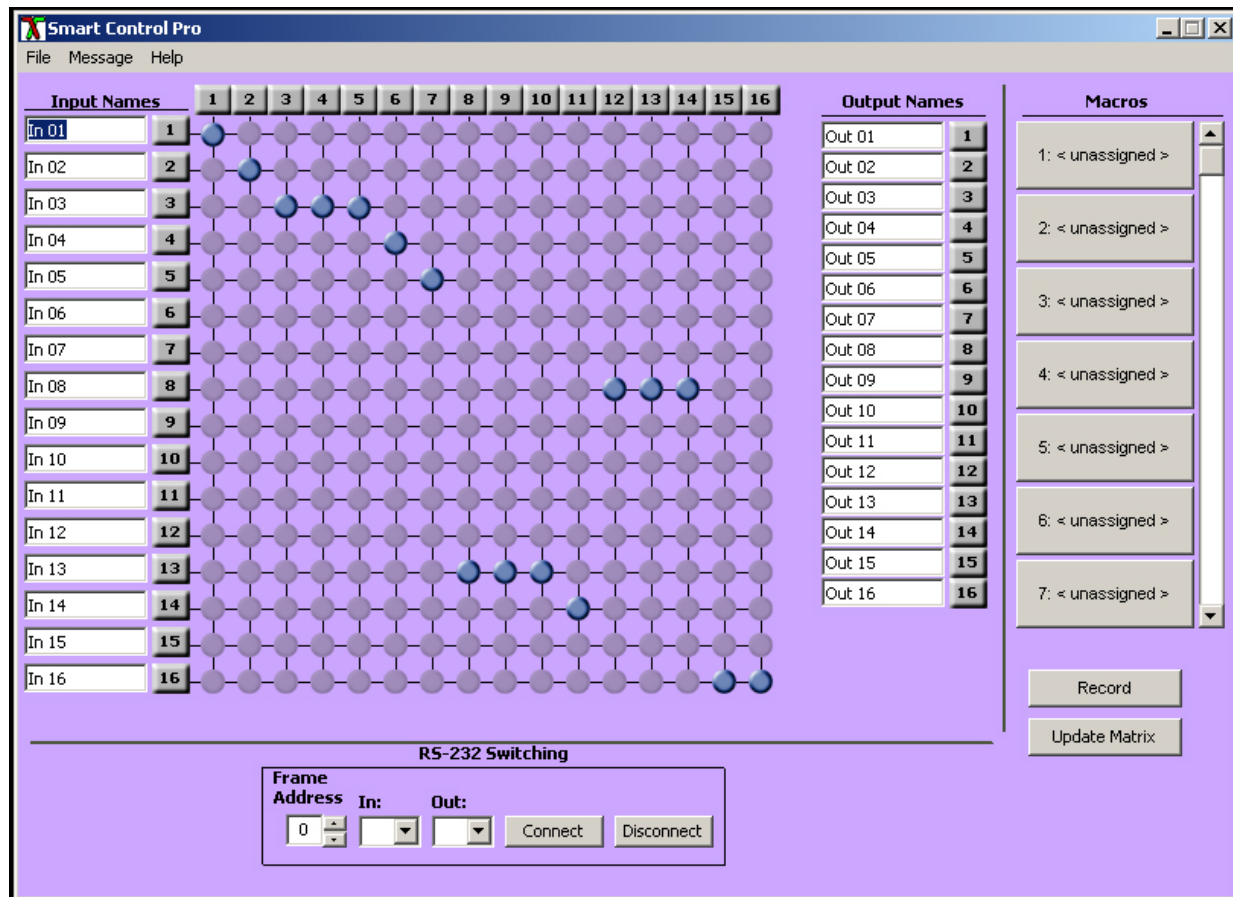 Smart Control Pro
File Message Help
Input Names
1 2 3 4 5 6 7 8 9 10 11 12 13 14 15 16
In 01 1
In 02 2
In 03 3
In 04 4
In 05 5
In 06 6
In 07 7
In 08 8
In 09 9
In 10 10
In 11 11
In 12 12
In 13 13
In 14 14
In 15 15
In 16 16
Output Names
Out 01 1
Out 02 2
Out 03 3
Out 04 4
Out 05 5
Out 06 6
Out 07 7
Out 08 8
Out 09 9
Out 10 10
Out 11 11
Out 12 12
Out 13 13
Out 14 14
Out 15 15
Out 16 16
Macros
1: < unassigned >
2: < unassigned >
3: < unassigned >
4: < unassigned >
5: < unassigned >
6: < unassigned >
7: < unassigned >
Record
Update Matrix
RS-232 Switching
Frame
Address In: Out:
0 Connect Disconnect